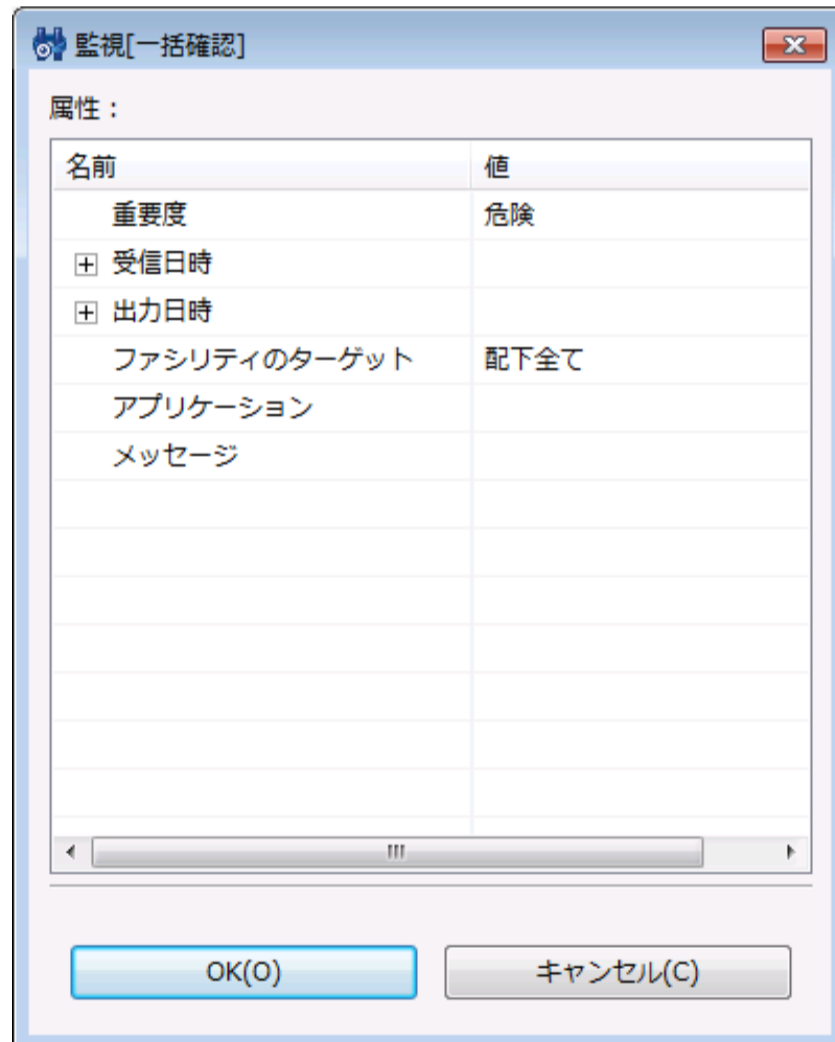 監視[一括確認]
属性：
名前 値
重要度 危険
受信日時
出力日時
ファシリティのターゲット 配下全て
アプリケーション
メッセージ
OK(O) キャンセル(C)